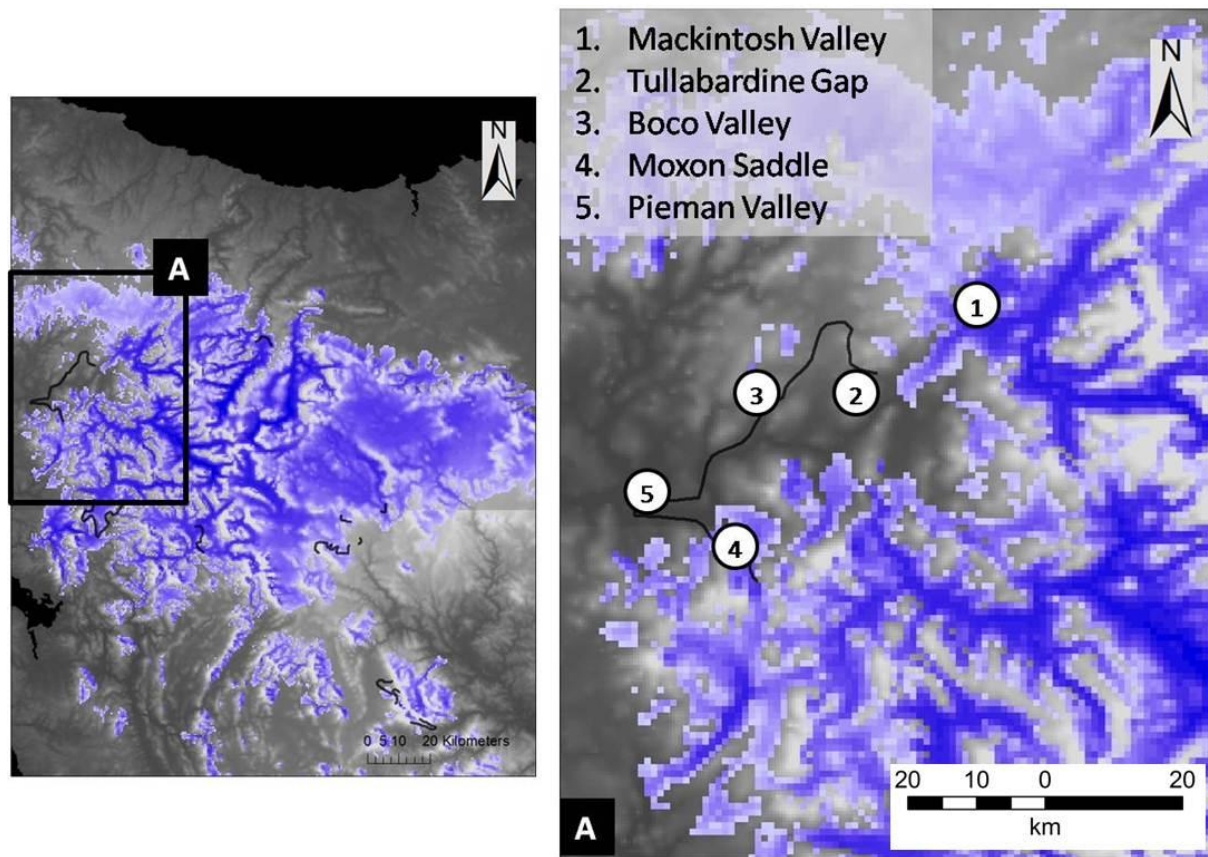 N
A
0 5 10 20 Kilometers
1. Mackintosh Valley
2. Tullabardine Gap
3. Boco Valley
4. Moxon Saddle
5. Pieman Valley
N
1
3
2
5
4
A
20 10 0 20
km